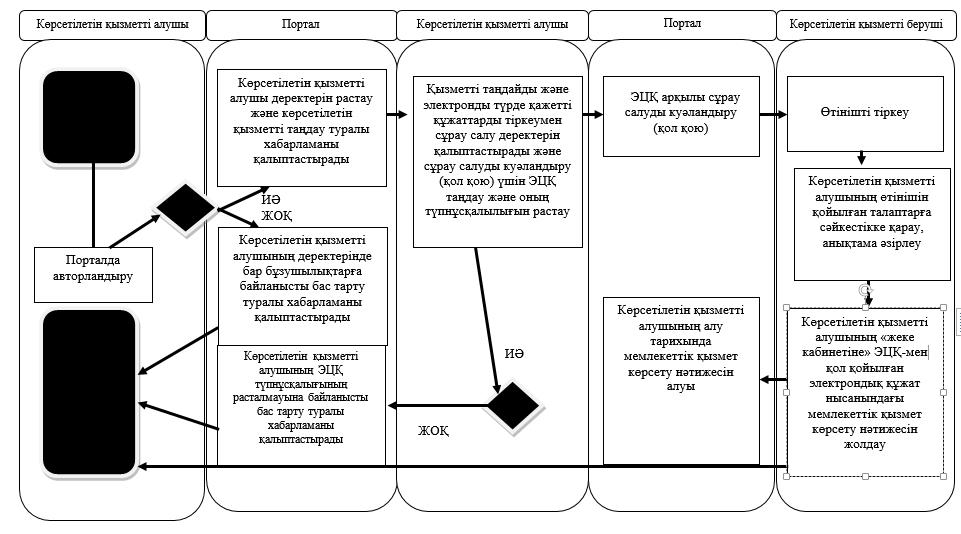 Көрсетілетін қызметті алушы
Портал
Көрсетілетін қызметті алушы
Портал
Көрсетілетін қызметті беруші
Көрсетілетін қызметті
алушы деректерін растау
және көрсетілетін
қызметті таңдау туралы
хабарламаны
қалыптастырады
Қызметті таңдайды және
электронды түрде қажетті
құжаттарды тіркеумен
сұрау салу деректерін
қалыптастырады және
сұрау салуды куәландыру
(қол қою) үшін ЭЦҚ
таңдау және оның
түпнұсқалылығын растау
ЭЦҚ арқылы сұрау
салуды куәландыру
(қол қою)
Өтінішті тіркеу
Көрсетілетін қызметті
алушының өтінішін
қойылған талаптарға
сәйкестікке қарау,
анықтама әзірлеу
ИӘ
ЖОҚ
Порталда
авторландыру
Көрсетілетін қызметті
алушының деректерінде
бар бұзушылықтарға
байланысты бас тарту
туралы хабарламаны
қалыптастырады
Көрсетілетін қызметті
алушының ЭЦҚ
түпнұсқалығының
расталмауына байланысты
бас тарту туралы
хабарламаны
қалыптастырады
ИӘ
ЖОҚ
Көрсетілетін қызметті
алушының алу
тарихында
мемлекеттік қызмет
көрсету нәтижесін
алуы
Көрсетілетін қызметті
алушының «жеке
кабинетіне» ЭЦҚ-мен
қол қойылған
электрондық құжат
нысанындағы
мемлекеттік қызмет
көрсету нәтижесін
жолдау